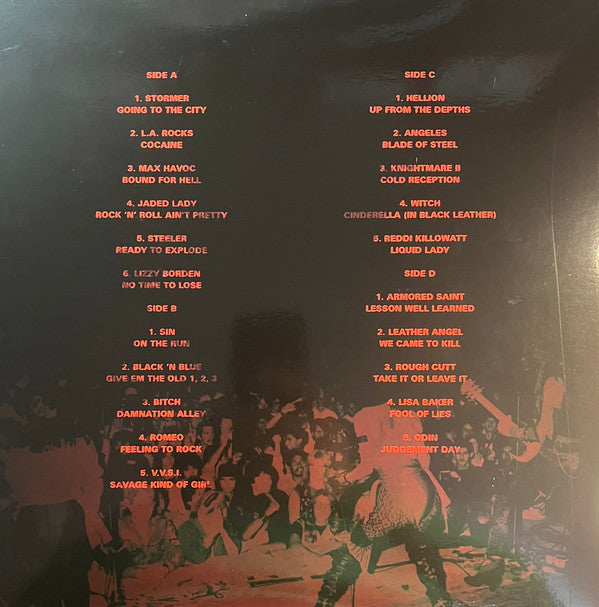 SIDE A
1. STORMER
GOING TO THE CITY
2. L.A. ROCKS
COCAINE
3. MAX HAVOC
BOUND FOR HELL
4. JADED LADY
ROCK 'N' ROLL AIN'T PRETTY
5. STEELER
READY TO EXPLODE
6. LIZZY BORDEN
NO TIME TO LOSE
SIDE B
1. SIN
ON THE RUN
2. BLACK 'N BLUE
GIVE EM THE OLD 1, 2, 3
3. BITCH
DAMNATION ALLEY
4. ROMEO
FEELING TO ROCK
5. V.V.S.I.
SAVAGE KIND OF GIRL
SIDE C
1. HELLION
UP FROM THE DEPTHS
2. ANGELES
BLADE OF STEEL
3. KNIGHTMARE II
COLD RECEPTION
4. WITCH
CINDERELLA (IN BLACK LEATHER)
5. REDDI KILLOWATT
LIQUID LADY
SIDE D
1. ARMORED SAINT
LESSON WELL LEARNED
2. LEATHER ANGEL
WE CAME TO KILL
3. ROUGH CUTT
TAKE IT OR LEAVE IT
4. LISA BAKER
FOOL OF LIES
5. ODIN
JUDGEMENT DAY